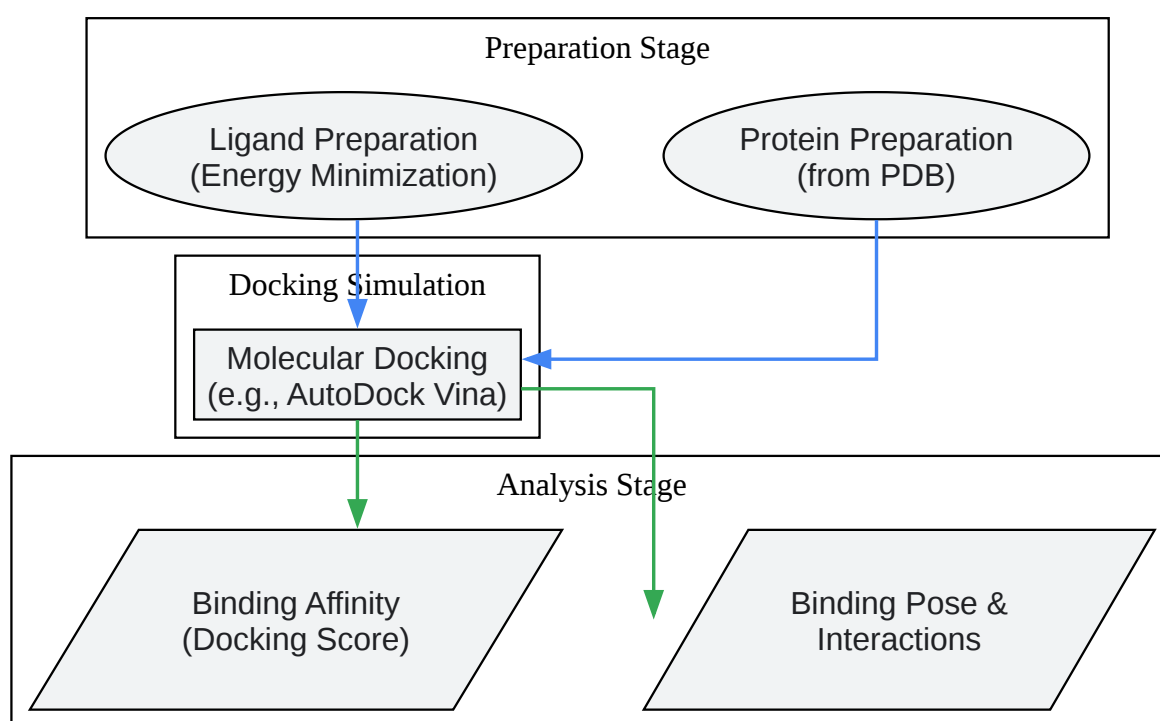 Preparation Stage
Ligand Preparation
(Energy Minimization)
Protein Preparation
(from PDB)
Docking Simulation
Molecular Docking
(e.g., AutoDock Vina)
Analysis Stage
Binding Affinity
(Docking Score)
Binding Pose &
Interactions